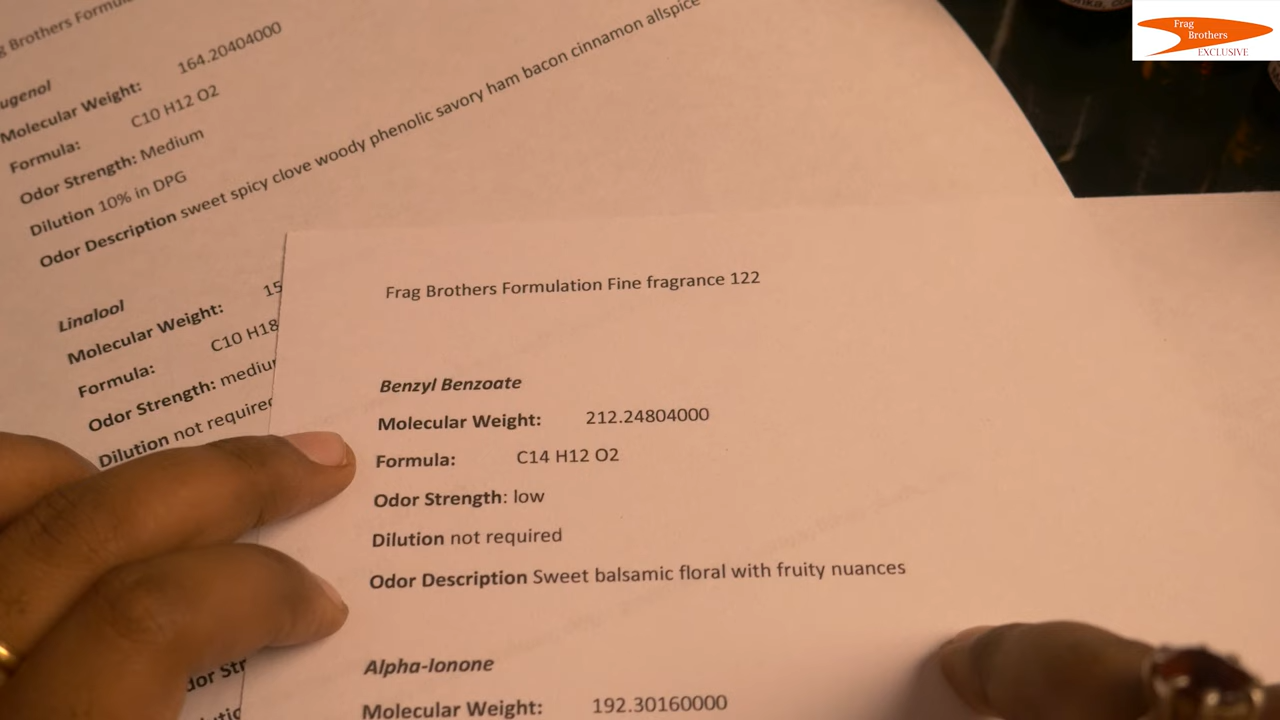 Frag
Brothers
EXCLUSIVE
Brothers
ugenol
Molecular Weight: 164.20404000
Formula: C10 H12 O2
Odor Strength: Medium
Dilution 10% in DPG
Odor Description sweet spicy clove woody phenolic savory ham bacon cinnamon allspice
Linalool
Molecular Weight: 15
Formula: C10 H18
Odor Strength: mediu
Dilution not require
Frag Brothers Formulation Fine fragrance 122
Benzyl Benzoate
Molecular Weight: 212.24804000
Formula: C14 H12 O2
Odor Strength: low
Dilution not required
Odor Description Sweet balsamic floral with fruity nuances
Alpha-Ionone
Molecular Weight: 192.30160000